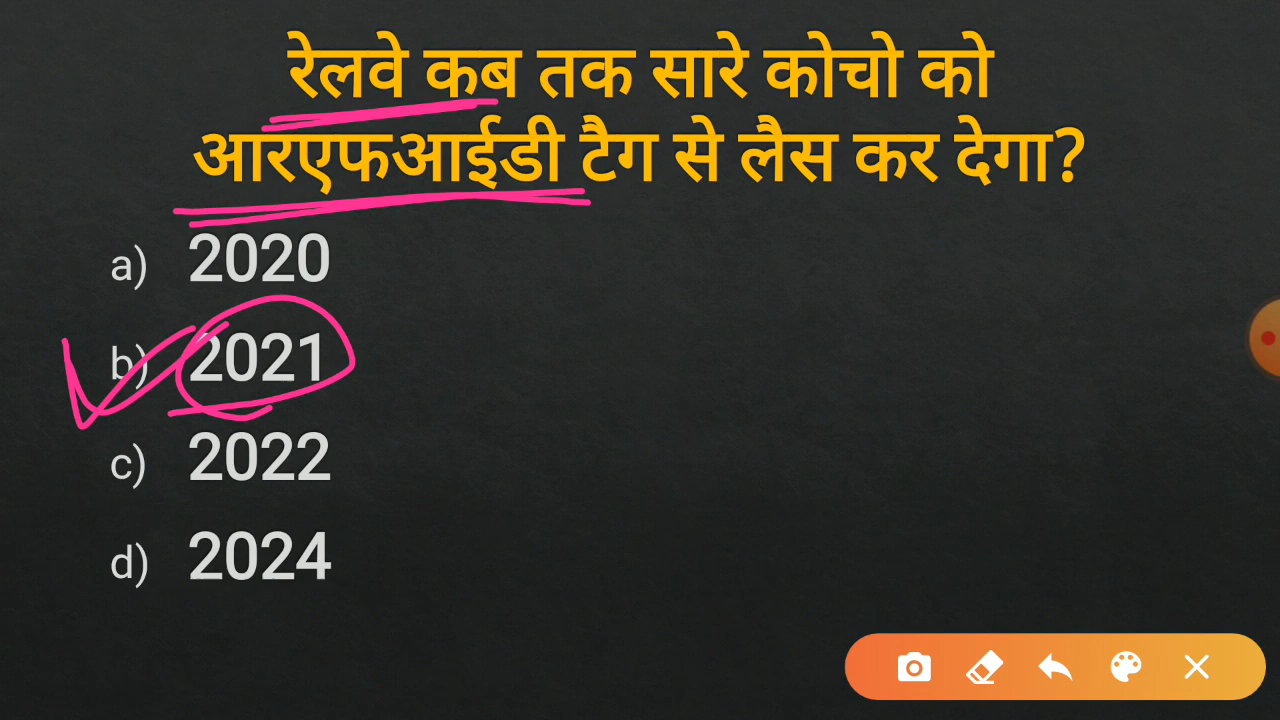 रेलवे कब तक सारे कोचो को
आरएफआईडी टैग से लैस कर देगा?
a) 2020
b) 2021
c) 2022
d) 2024